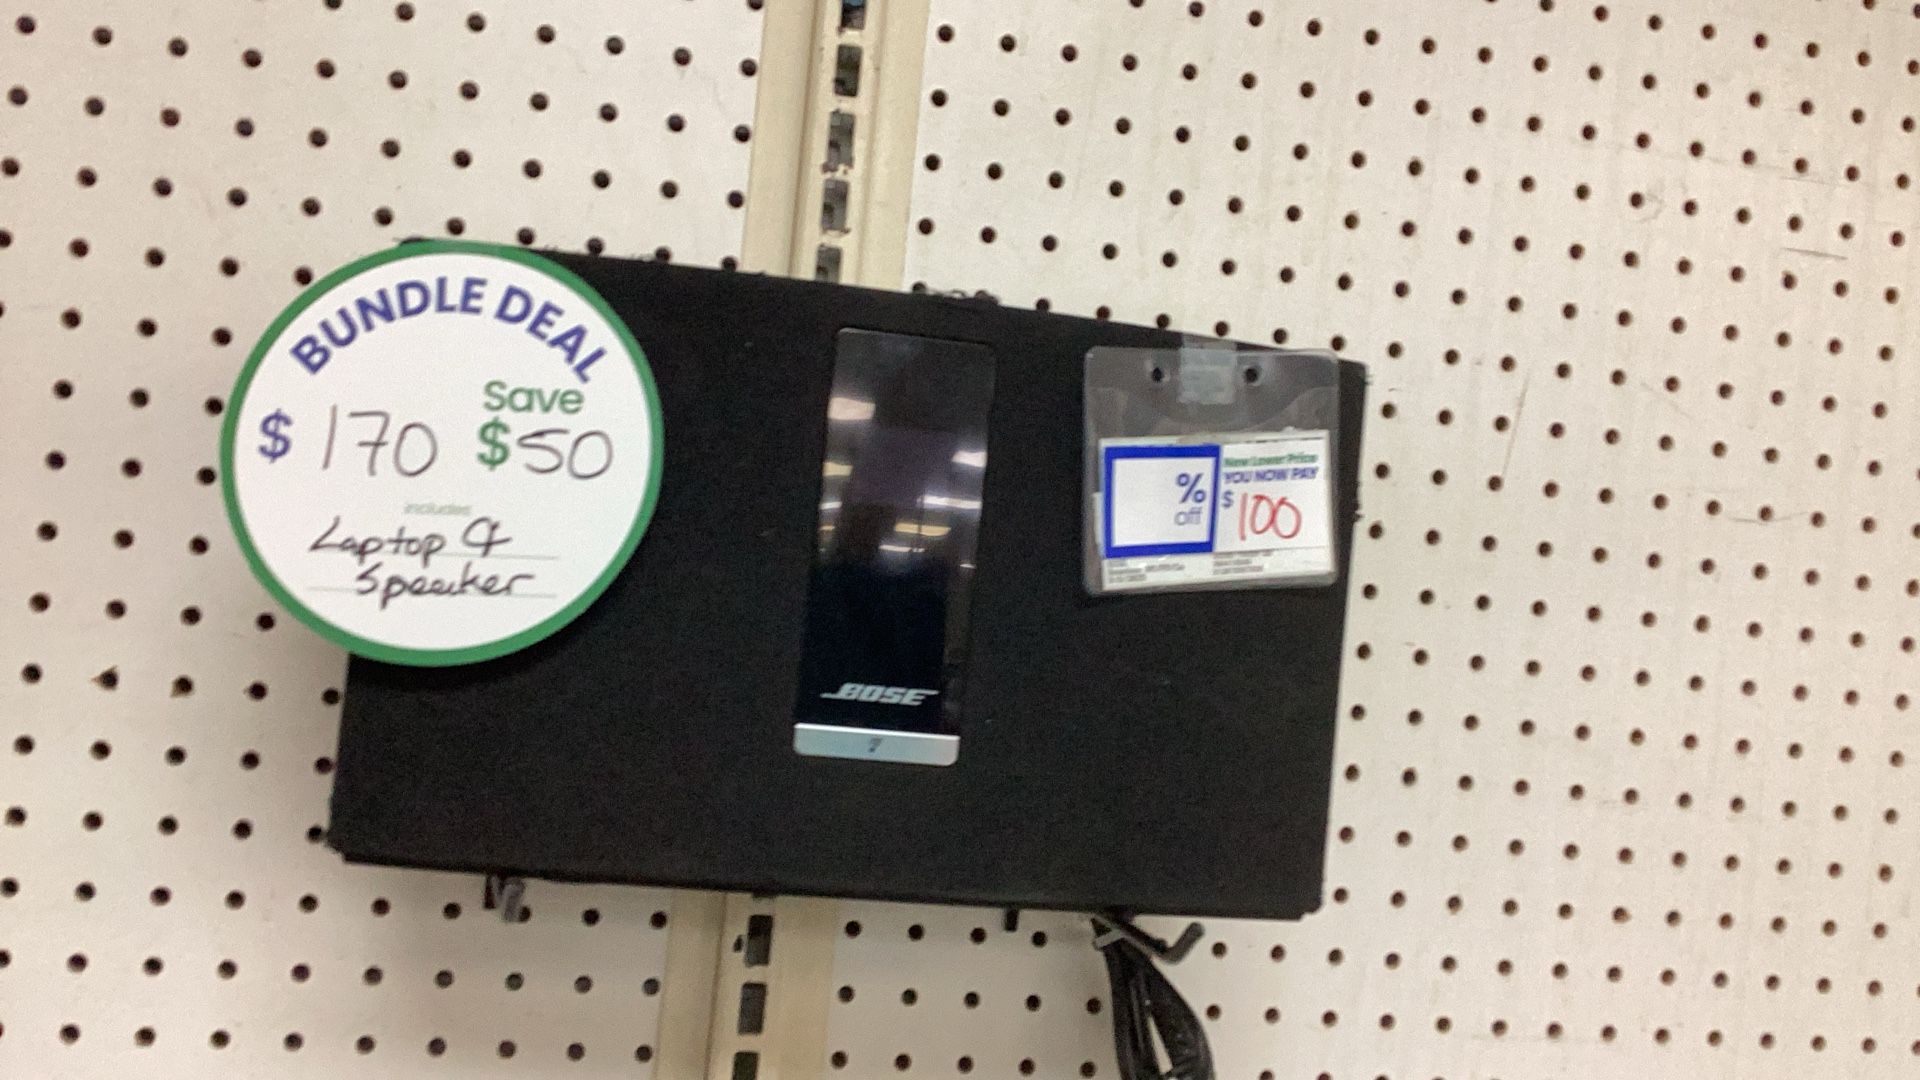 BUNDLE DEAL
Save
$ 170 $50
includes
Laptop &
Speaker
BOSE
% off
New Lower Price
YOU NOW PAY
$ 100